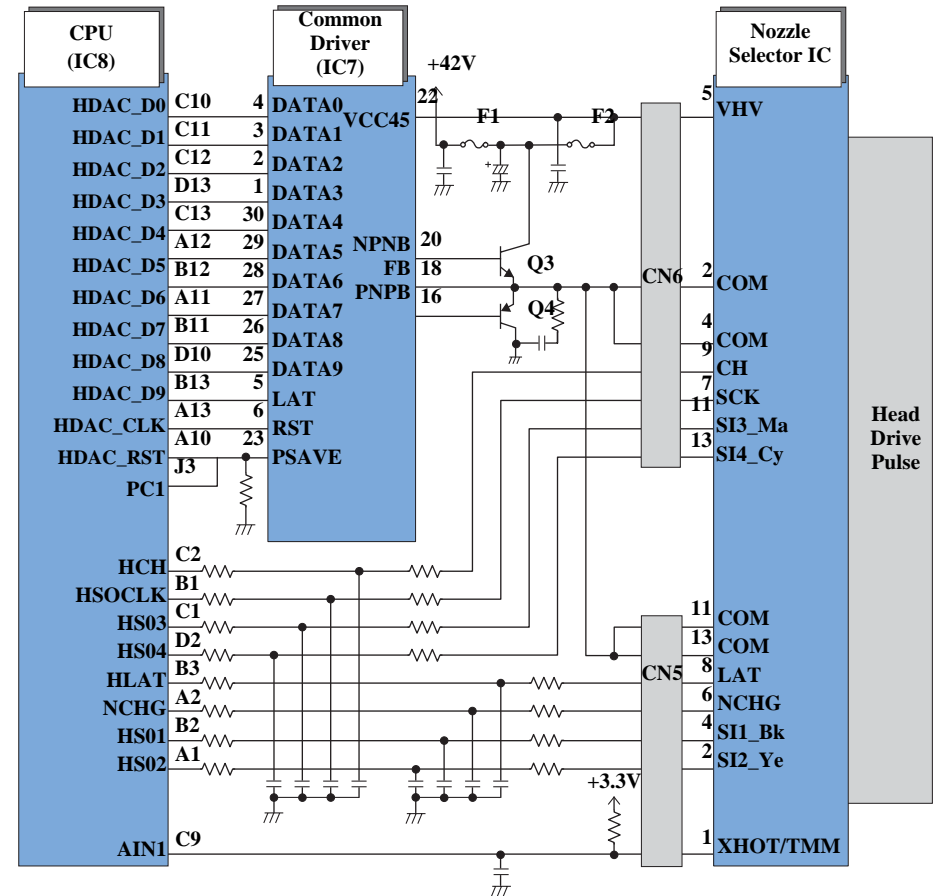 CPU
(IC8)
Common
Driver
(IC7)
Nozzle
Selector IC
+42V
HDAC_D0 C10 4 DATA0
HDAC_D1 C11 3 DATA1
HDAC_D2 C12 2 DATA2
HDAC_D3 D13 1 DATA3
HDAC_D4 C13 30 DATA4
HDAC_D5 A12 29 DATA5
HDAC_D6 B12 28 DATA6
HDAC_D7 A11 27 DATA7
HDAC_D8 B11 26 DATA8
HDAC_D9 D10 25 DATA9
HDAC_CLK B13 5 LAT
HDAC_RST A13 6 RST
A10 23 PSAVE
PC1 J3
VCC45 22
F1
F2
NPNB 20
FB 18
PNPB 16
Q3
Q4
CN6
5 VHV
2 COM
4 COM
9 CH
7 SCK
11 SI3_Ma
13 SI4_Cy
Head
Drive
Pulse
HCH C2
HSOCLK B1
HS03 C1
HS04 D2
HLAT B3
NCHG A2
HS01 B2
HS02 A1
CN5
11 COM
13 COM
8 LAT
6 NCHG
4 SI1_Bk
2 SI2_Ye
+3.3V
AIN1 C9
1 XHOT/TMM